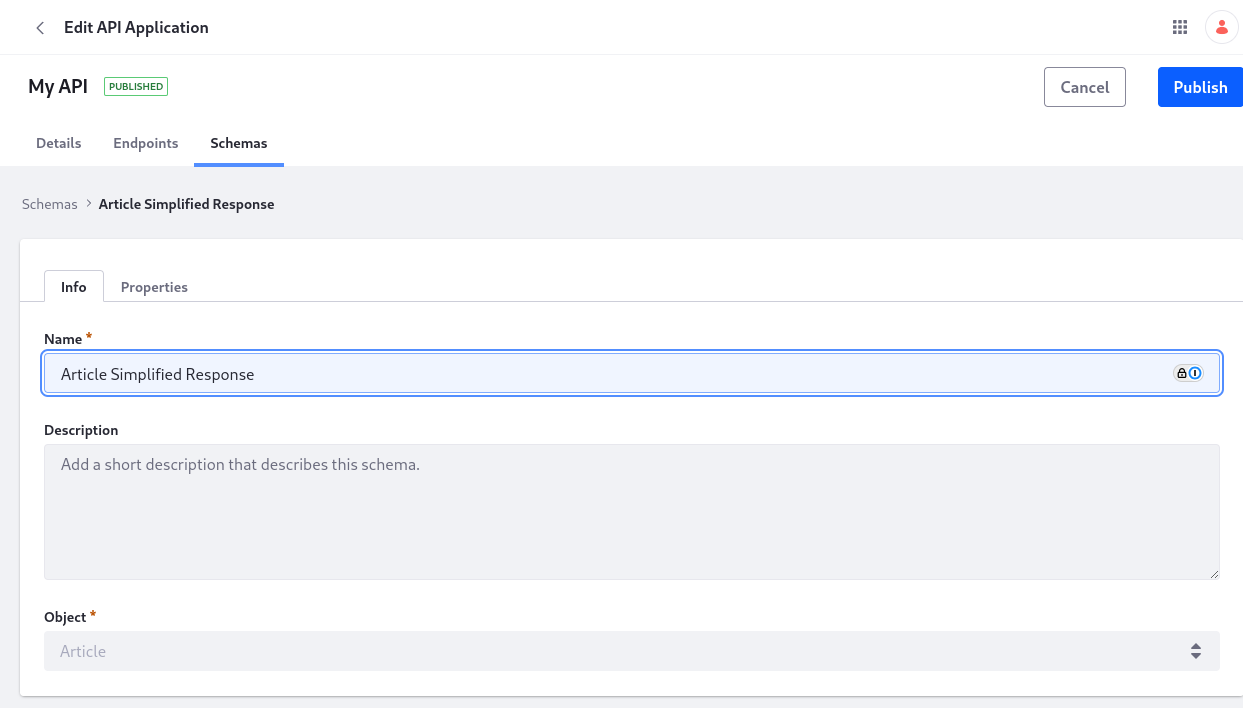 Edit API Application
My API PUBLISHED
Cancel Publish
Details Endpoints Schemas
Schemas > Article Simplified Response
Info Properties
Name *
Article Simplified Response
Description
Add a short description that describes this schema.
Object *
Article